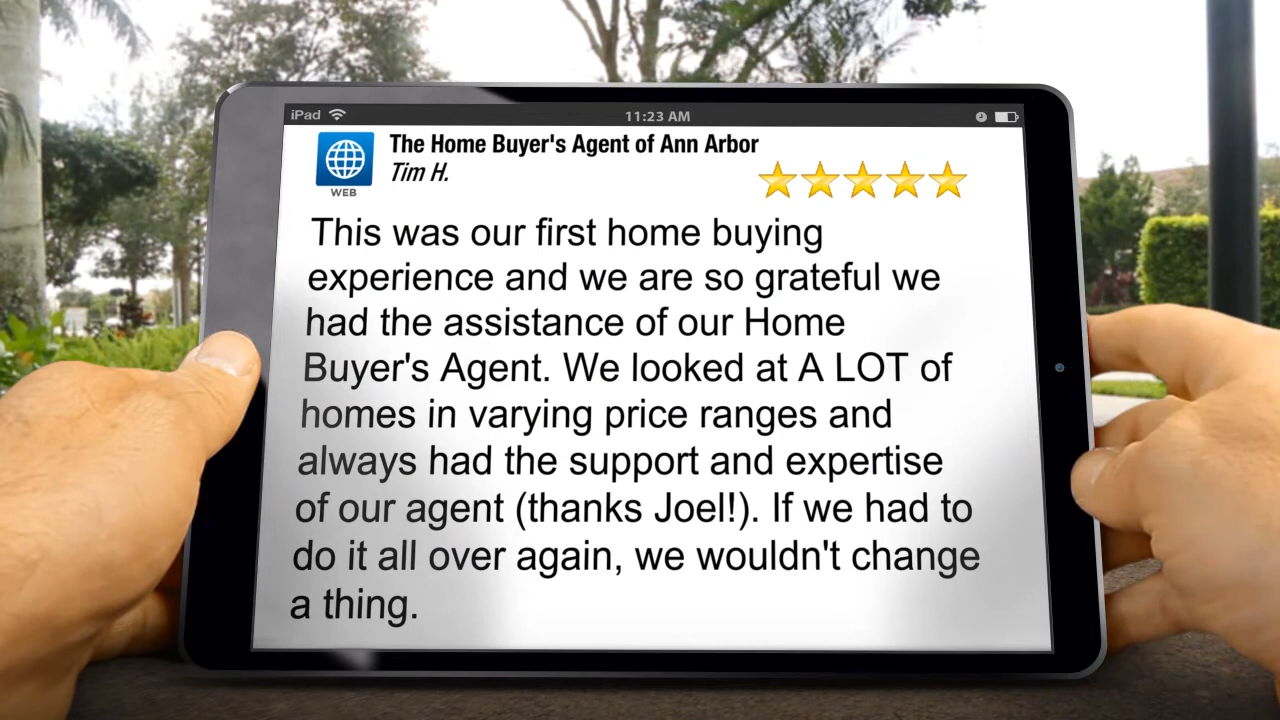 iPad 11:23 AM
The Home Buyer's Agent of Ann Arbor
Tim H.
WEB
This was our first home buying
experience and we are so grateful we
had the assistance of our Home
Buyer's Agent. We looked at A LOT of
homes in varying price ranges and
always had the support and expertise
of our agent (thanks Joel!). If we had to
do it all over again, we wouldn't change
a thing.